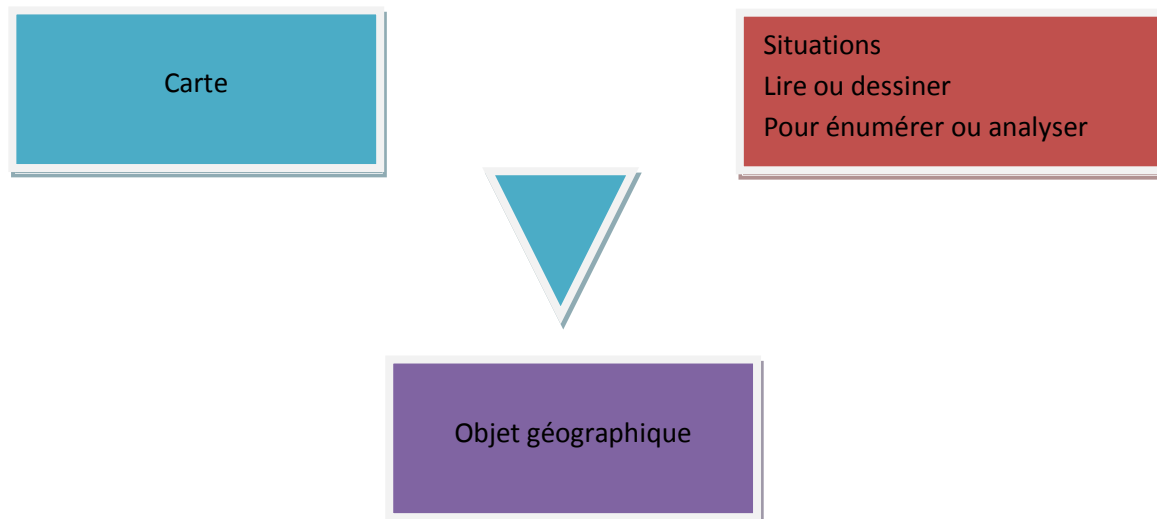 Carte
Situations
Lire ou dessiner
Pour énumérer ou analyser
Objet géographique